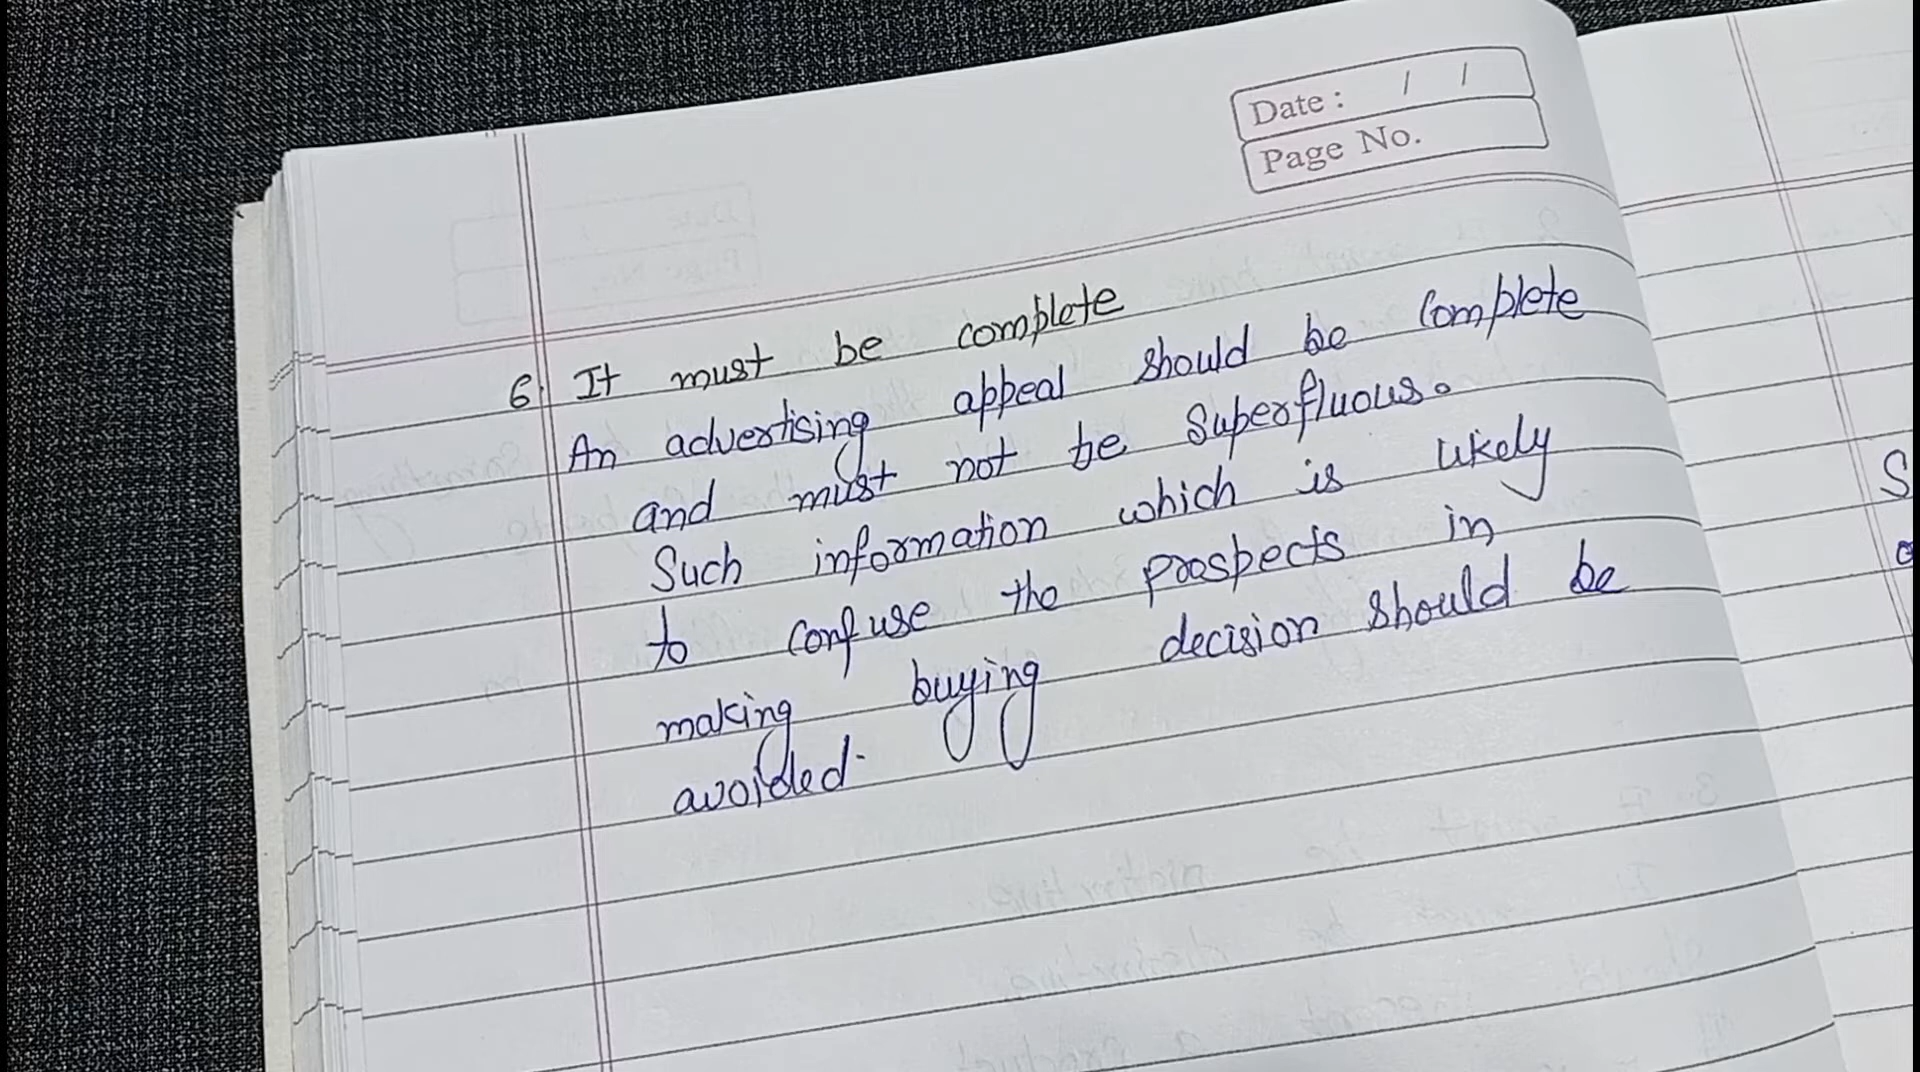 Date : / /
Page No.
6. It must be complete
An advertising appeal should be complete
and must not be superfluous.
Such information which is likely
to confuse the prospects in
making buying decision should be
avoided.
S